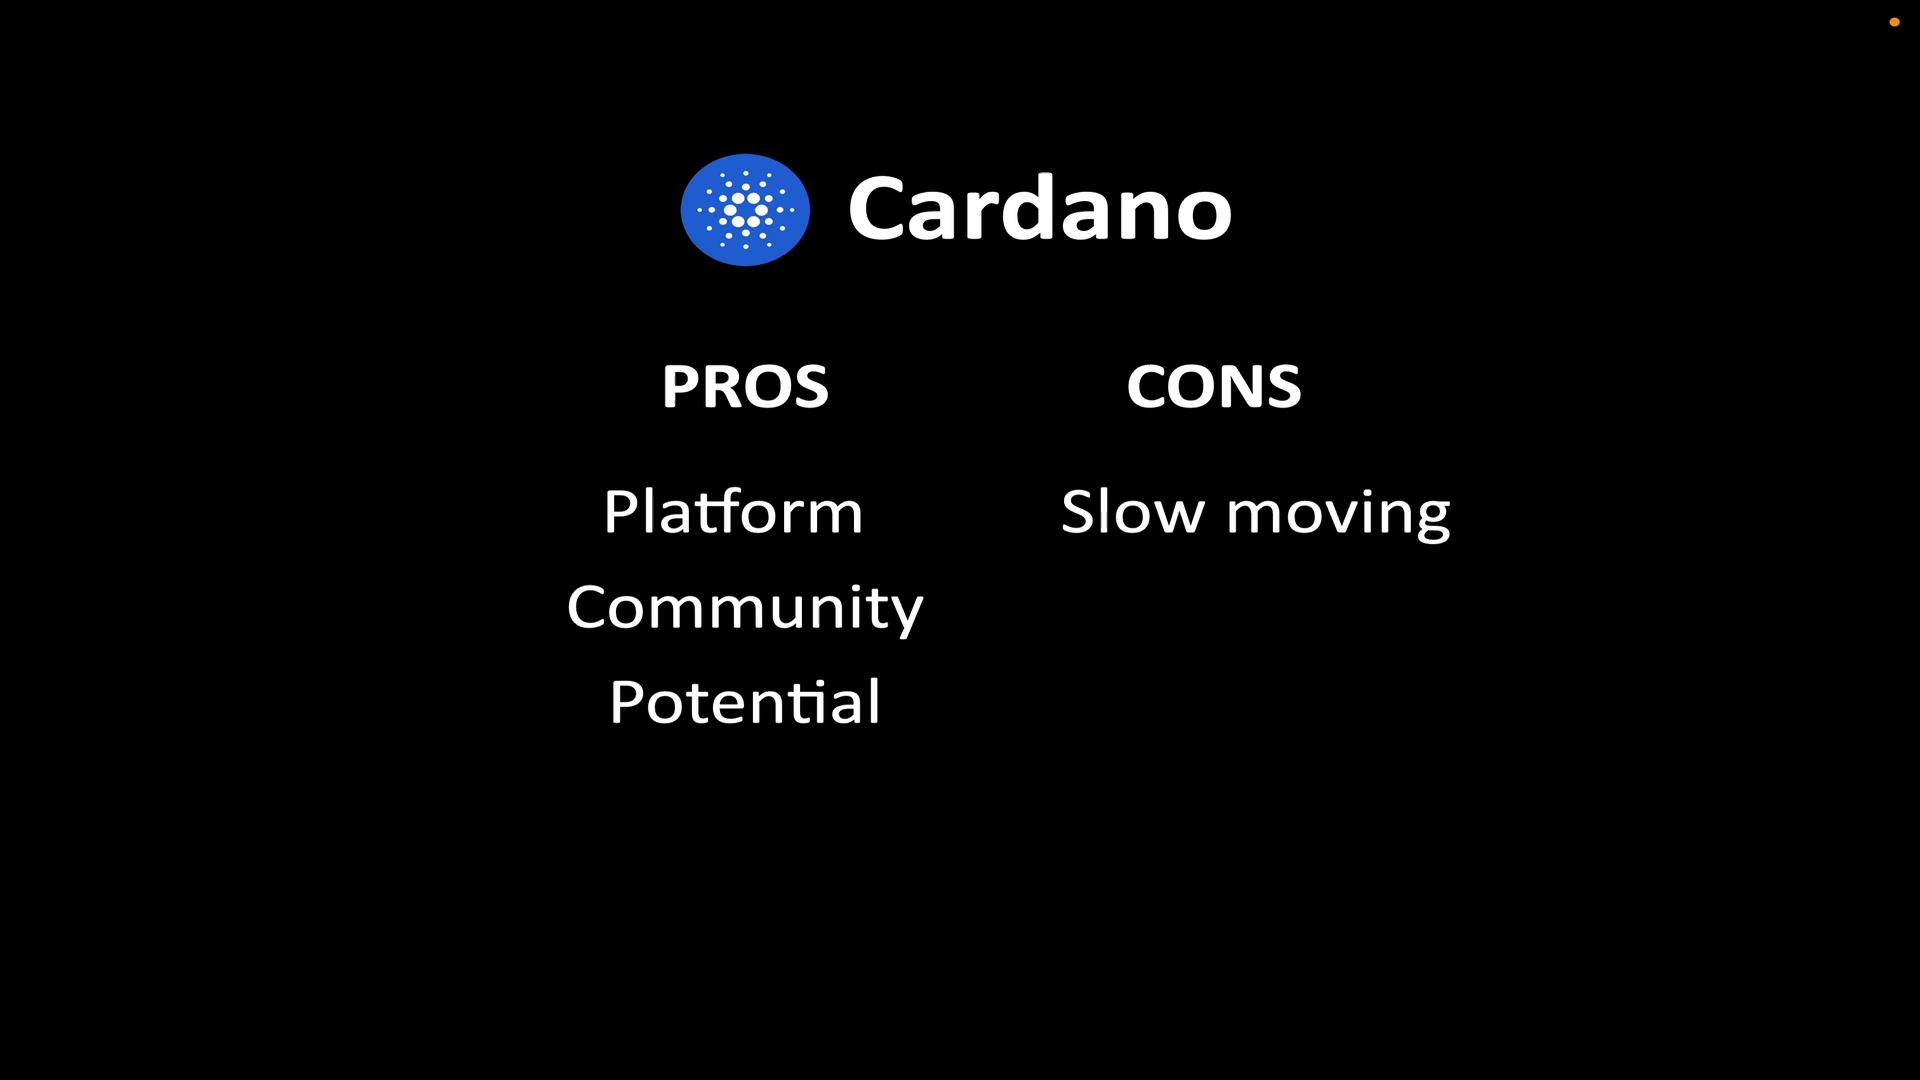 Cardano
PROS
CONS
Platform
Slow moving
Community
Potential